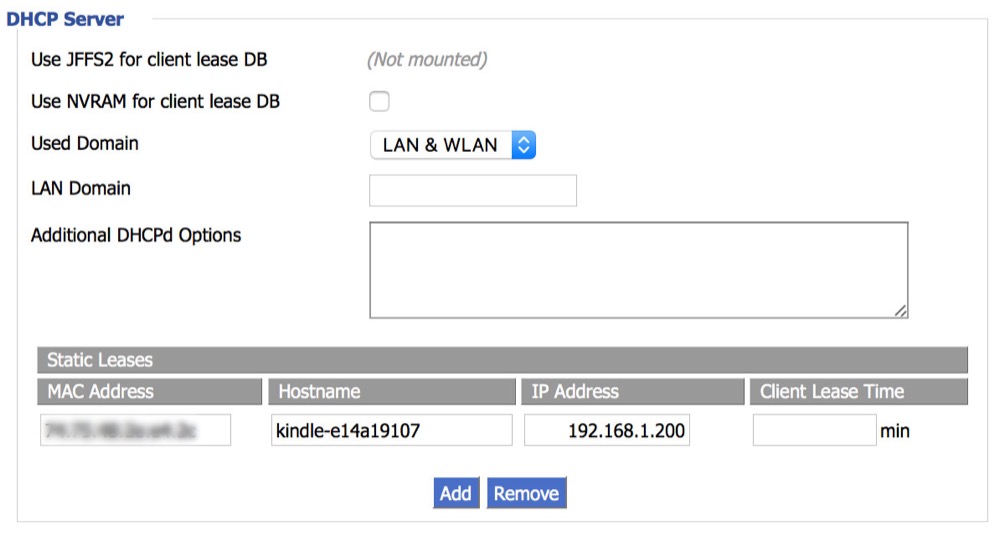 DHCP Server
Use JFFS2 for client lease DB (Not mounted)
Use NVRAM for client lease DB
Used Domain LAN & WLAN
LAN Domain
Additional DHCPd Options
Static Leases
MAC Address Hostname IP Address Client Lease Time
kindle-e14a19107 192.168.1.200 min
Add Remove